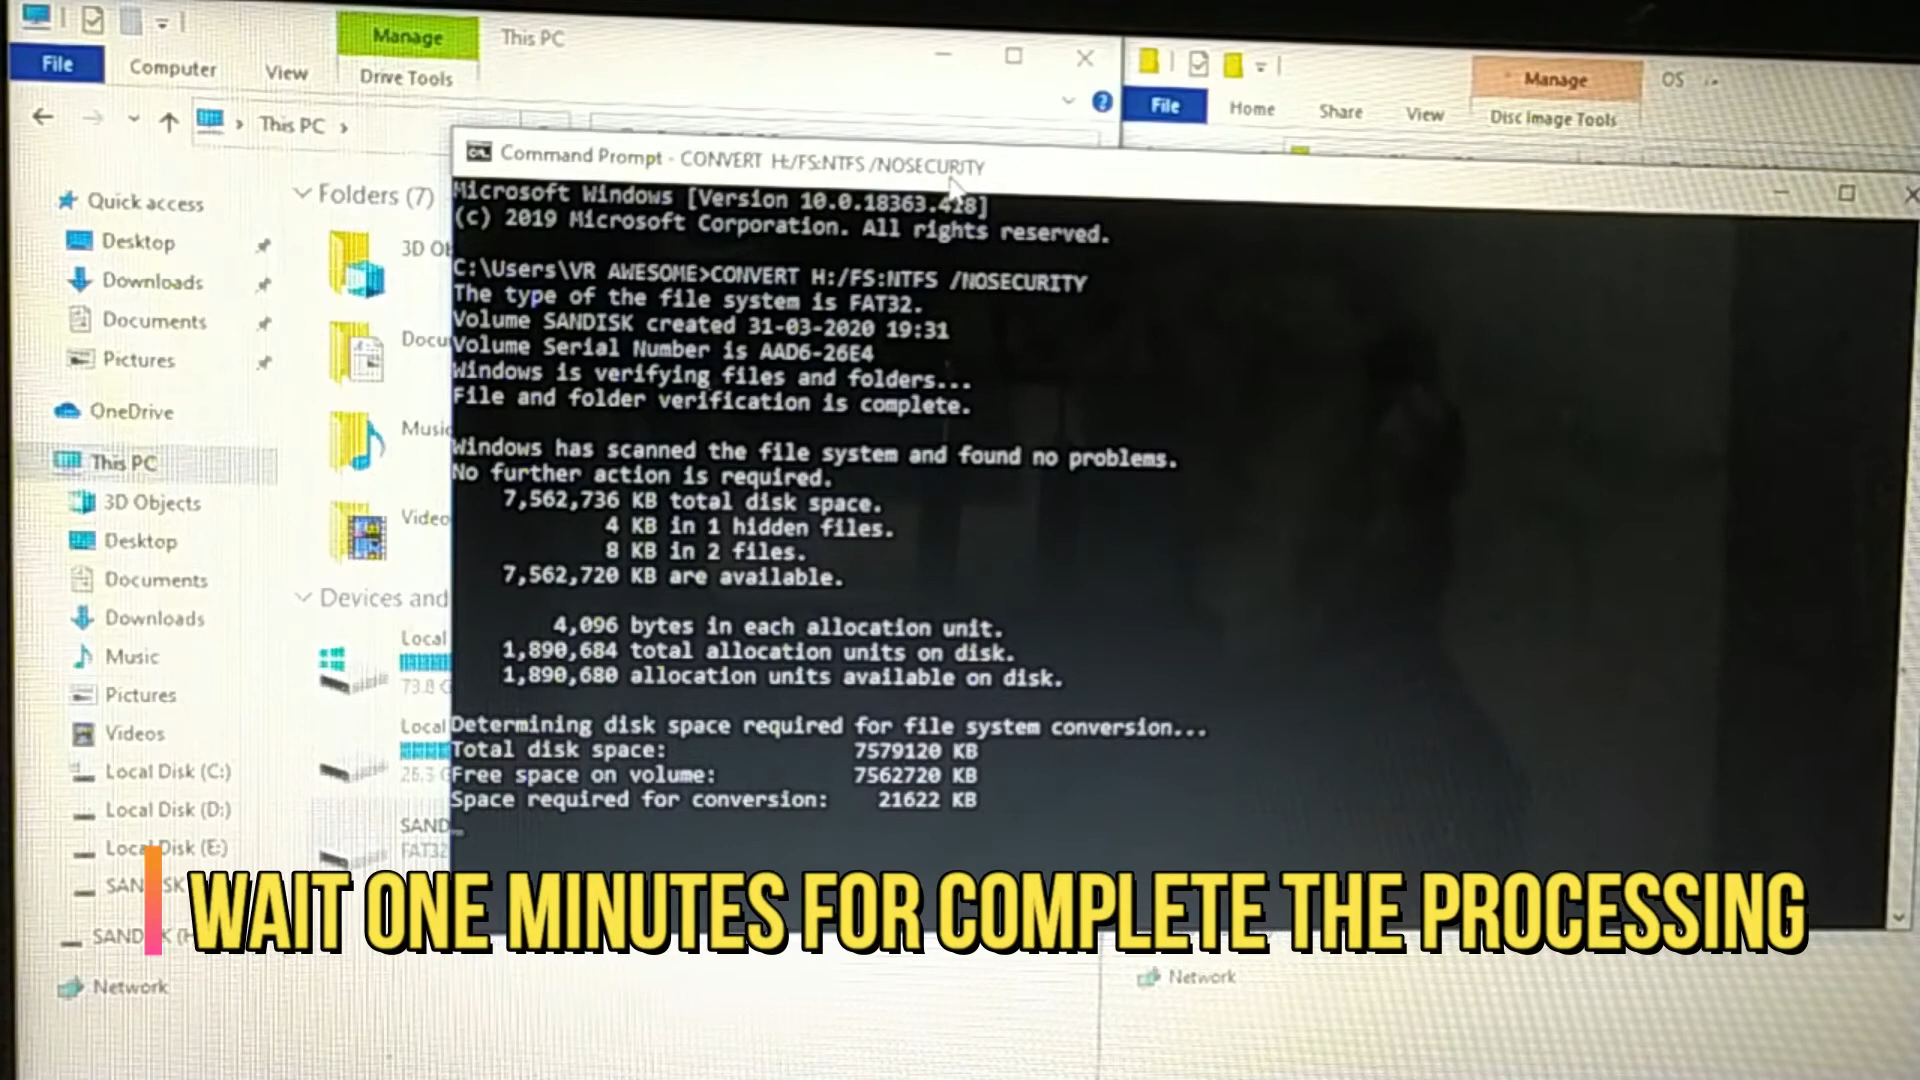 Manage
This PC
File
Computer
View
Drive Tools
This PC
Manage
OS
File
Home
Share
View
Disc Image Tools
Quick access
Desktop
Downloads
Documents
Pictures
OneDrive
This PC
3D Objects
Desktop
Documents
Downloads
Music
Pictures
Videos
Local Disk (C:)
Local Disk (D:)
Local Disk (E:)
Network
Folders (7)
3D Ob
Docu
Music
Video
Devices and
Local
73.8 G
Local
26.3 G
SAND
FAT32
Command Prompt - CONVERT H:/FS:NTFS /NOSECURITY
Microsoft Windows [Version 10.0.18363.418]
(c) 2019 Microsoft Corporation. All rights reserved.
C:\Users\VR AWESOME>CONVERT H:/FS:NTFS /NOSECURITY
The type of the file system is FAT32.
Volume SANDISK created 31-03-2020 19:31
Volume Serial Number is AAD6-26E4
Windows is verifying files and folders...
File and folder verification is complete.
Windows has scanned the file system and found no problems.
No further action is required.
7,562,736 KB total disk space.
4 KB in 1 hidden files.
8 KB in 2 files.
7,562,720 KB are available.
4,096 bytes in each allocation unit.
1,890,684 total allocation units on disk.
1,890,680 allocation units available on disk.
Determining disk space required for file system conversion...
Total disk space: 7579120 KB
Free space on volume: 7562720 KB
Space required for conversion: 21622 KB
WAIT ONE MINUTES FOR COMPLETE THE PROCESSING
Network